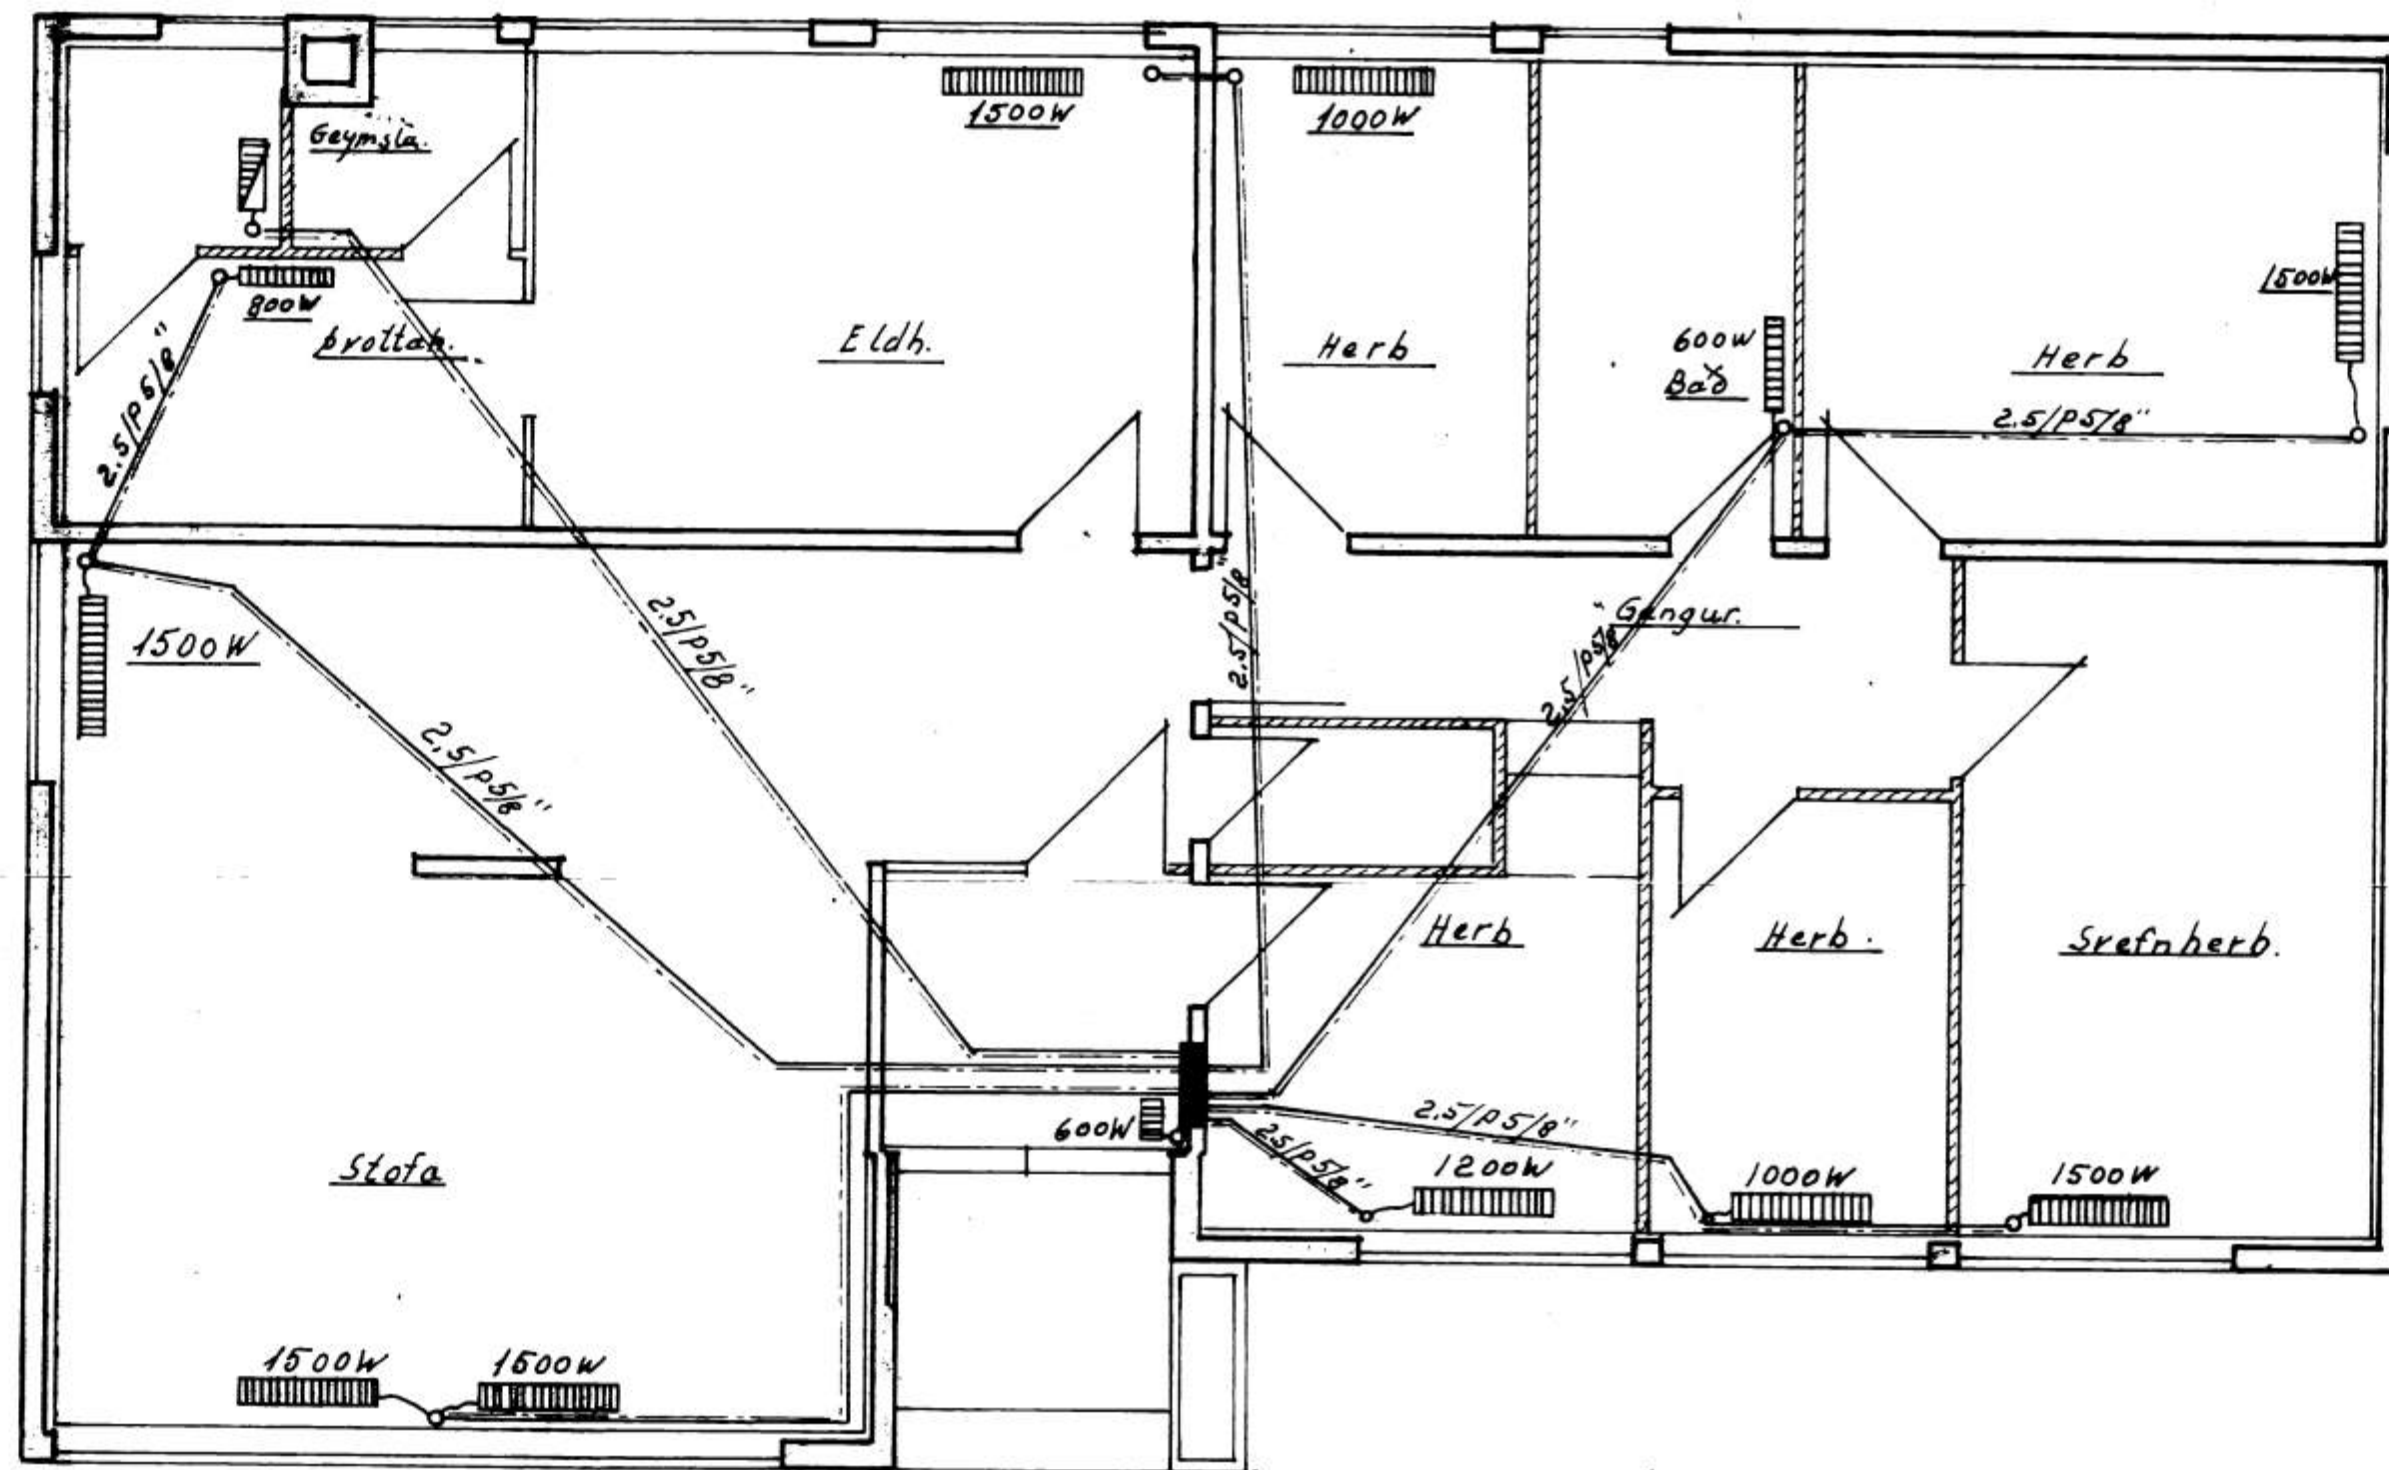 1500W
1000W
Geymsla.
800W
Þvottah.
Eldh.
Herb
600W
Bað
Herb
1500W
2.5/P5/8"
2.5/P5/8"
1500W
2.5/P5/8"
2.5/P5/8"
2.5/P5/8"
2.5/P5/8"
Gangur.
Herb
Herb.
Svefnherb.
600W
2.5/P5/8"
2.5/P5/8"
1200W
1000W
1500W
Stofa
1500W
1500W